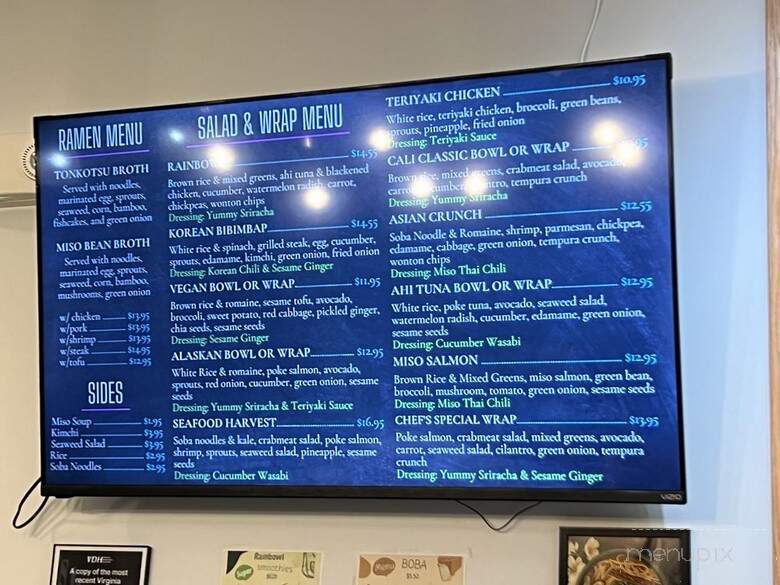 RAMEN MENU
TONKOTSU BROTH
Served with noodles,
marinated egg, sprouts,
seaweed, corn, bamboo,
fishcakes, and green onion
MISO BEAN BROTH
Served with noodles,
marinated egg, sprouts,
seaweed, corn, bamboo,
mushrooms, green onion
w/ chicken $13.95
w/pork $13.95
w/shrimp $13.95
w/steak $14.95
w/tofu $12.95
SIDES
Miso Soup $1.95
Kimchi $3.95
Seaweed Salad $3.95
Rice $2.95
Soba Noodles $2.95
SALAD & WRAP MENU
RAINBOW $14.55
Brown rice & mixed greens, ahi tuna & blackened
chicken, cucumber, watermelon radish, carrot,
chickpeas, wonton chips
Dressing: Yummy Sriracha
KOREAN BIBIMBAP $14.55
White rice & spinach, grilled steak, egg, cucumber,
sprouts, edamame, kimchi, green onion, fried onion
Dressing: Korean Chili & Sesame Ginger
VEGAN BOWL OR WRAP $11.95
Brown rice & romaine, sesame tofu, avocado,
broccoli, sweet potato, red cabbage, pickled ginger,
chia seeds, sesame seeds
Dressing: Sesame Ginger
ALASKAN BOWL OR WRAP $12.95
White Rice & romaine, poke salmon, avocado,
sprouts, red onion, cucumber, green onion, sesame
seeds
Dressing: Yummy Sriracha & Teriyaki Sauce
SEAFOOD HARVEST $16.95
Soba noodles & kale, crabmeat salad, poke salmon,
shrimp, sprouts, seaweed salad, pineapple, sesame
seeds
Dressing: Cucumber Wasabi
TERIYAKI CHICKEN $10.95
White rice, teriyaki chicken, broccoli, green beans,
sprouts, pineapple, fried onion
Dressing: Teriyaki Sauce
CALI CLASSIC BOWL OR WRAP
Brown rice, mixed greens, crabmeat salad, avocado,
carrot, cucumber, cilantro, tempura crunch
Dressing: Yummy Sriracha
ASIAN CRUNCH $12.55
Soba Noodle & Romaine, shrimp, parmesan, chickpea,
edamame, cabbage, green onion, tempura crunch,
wonton chips
Dressing: Miso Thai Chili
AHI TUNA BOWL OR WRAP $12.95
White rice, poke tuna, avocado, seaweed salad,
watermelon radish, cucumber, edamame, green onion,
sesame seeds
Dressing: Cucumber Wasabi
MISO SALMON $12.95
Brown Rice & Mixed Greens, miso salmon, green bean,
broccoli, mushroom, tomato, green onion, sesame seeds
Dressing: Miso Thai Chili
CHEF'S SPECIAL WRAP $13.95
Poke salmon, crabmeat salad, mixed greens, avocado,
carrot, seaweed salad, cilantro, green onion, tempura
crunch
Dressing: Yummy Sriracha & Sesame Ginger
VIZIO
VDH
A copy of the most
recent Virginia
Rambowl
smoothies
BOBA
$5.50
menupix